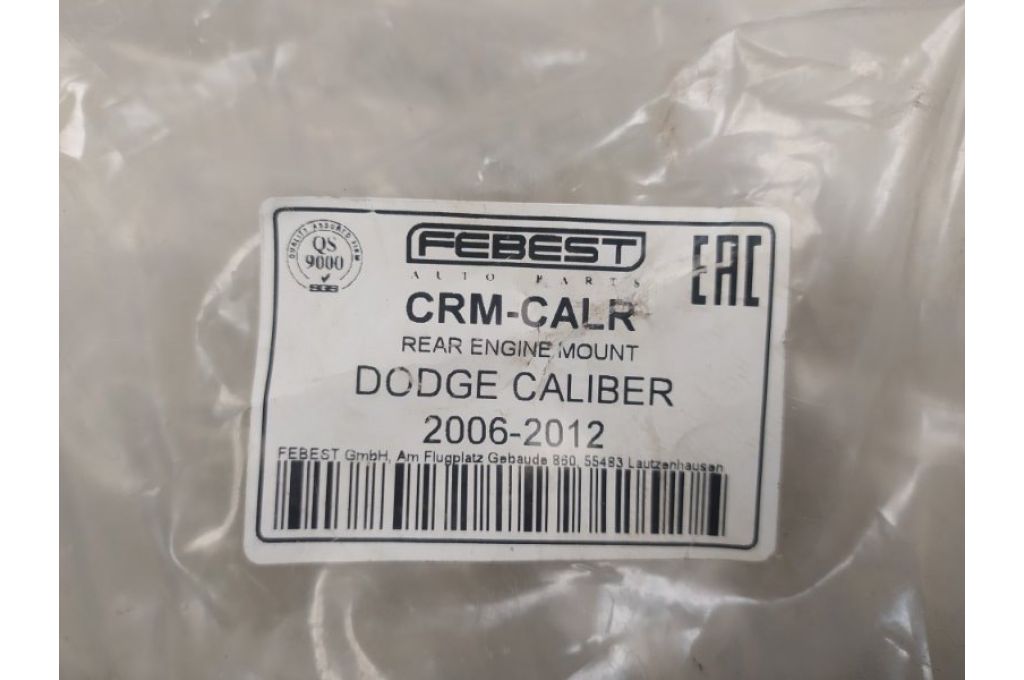 QUALITY ASSURED FIRM
QS
9000
SGS
FEBEST
AUTO PARTS
EAC
CRM-CALR
REAR ENGINE MOUNT
DODGE CALIBER
2006-2012
FEBEST GmbH, Am Flugplatz Gebaude 860, 55483 Lautzenhausen